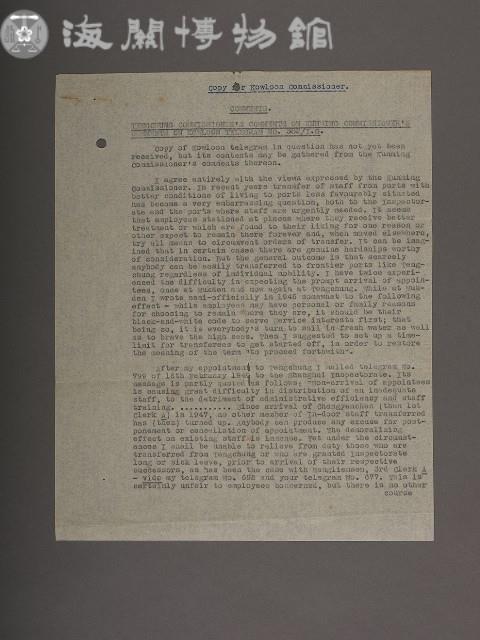 海關博物館
Copy for Kowloon Commissioner.
COMMENTS.
TENGCHUNG COMMISSIONER'S COMMENTS ON KUNMING COMMISSIONER'S
COMMENTS ON KOWLOON TELEGRAM NO.
Copy of Kowloon telegram in question has not yet been
received, but its contents may be gathered from the Kunming
Commissioner's comments thereon.
I agree entirely with the views expressed by the Kunming
Commissioner. In recent years transfer of staff from ports with
better conditions of living to ports less favourably situated
has become a very embarrassing question, both to the Inspector-
ate and the ports where staff are urgently needed. It seems
that employees stationed at places where they receive better
treatment or which are found to their liking for one reason or
other expect to remain there forever and, when moved elsewhere,
try all means to circumvent orders of transfer. It can be imag-
ined that in certain cases there are genuine hardships worthy
of consideration. But the general outcome is that scarcely
anybody can be easily transferred to frontier ports like Teng-
chung regardless of individual mobility. I have twice experi-
enced the difficulty in expecting the prompt arrival of appoin-
tees, once at Mukden and now again at Tengchung. While at Muk-
den I wrote semi-officially in 1946 somewhat to the following
effect - while employees may have personal or family reasons
for choosing to remain where they are, it should be their
black-and-white code to serve Service interests first; that
being so, it is everybody's turn to sail in fresh water as well
as to brave the high seas. Then I suggested to set up a time-
limit for transferees to get started off, in order to restore
the meaning of the term "to proceed forthwith".
After my appointment to Tengchung I mailed telegram No.
of 12th February to the Shanghai Inspectorate. Its
message is partly quoted as follows: "Non-arrival of appointees
is causing great difficulty in distribution of an inadequate
staff, to the detriment of administrative efficiency and staff
training. .......... Since arrival of Chengyenchen (then 1st
Clerk A) in 1947, no other member of in-door staff transferred
has (then) turned up. Anybody can produce any excuse for post-
ponement or cancellation of appointment. The demoralizing
effect on existing staff is immense. Yet under the circumst-
ances I shall be unable to relieve from duty those who are
transferred from Tengchung or who are granted Inspectorate
long or sick leave, prior to arrival of their respective
successors, as has been the case with 3rd Clerk A
- vide my telegram No. 692 and your telegram No. 677. This is
certainly unfair to employees concerned, but there is no other
course